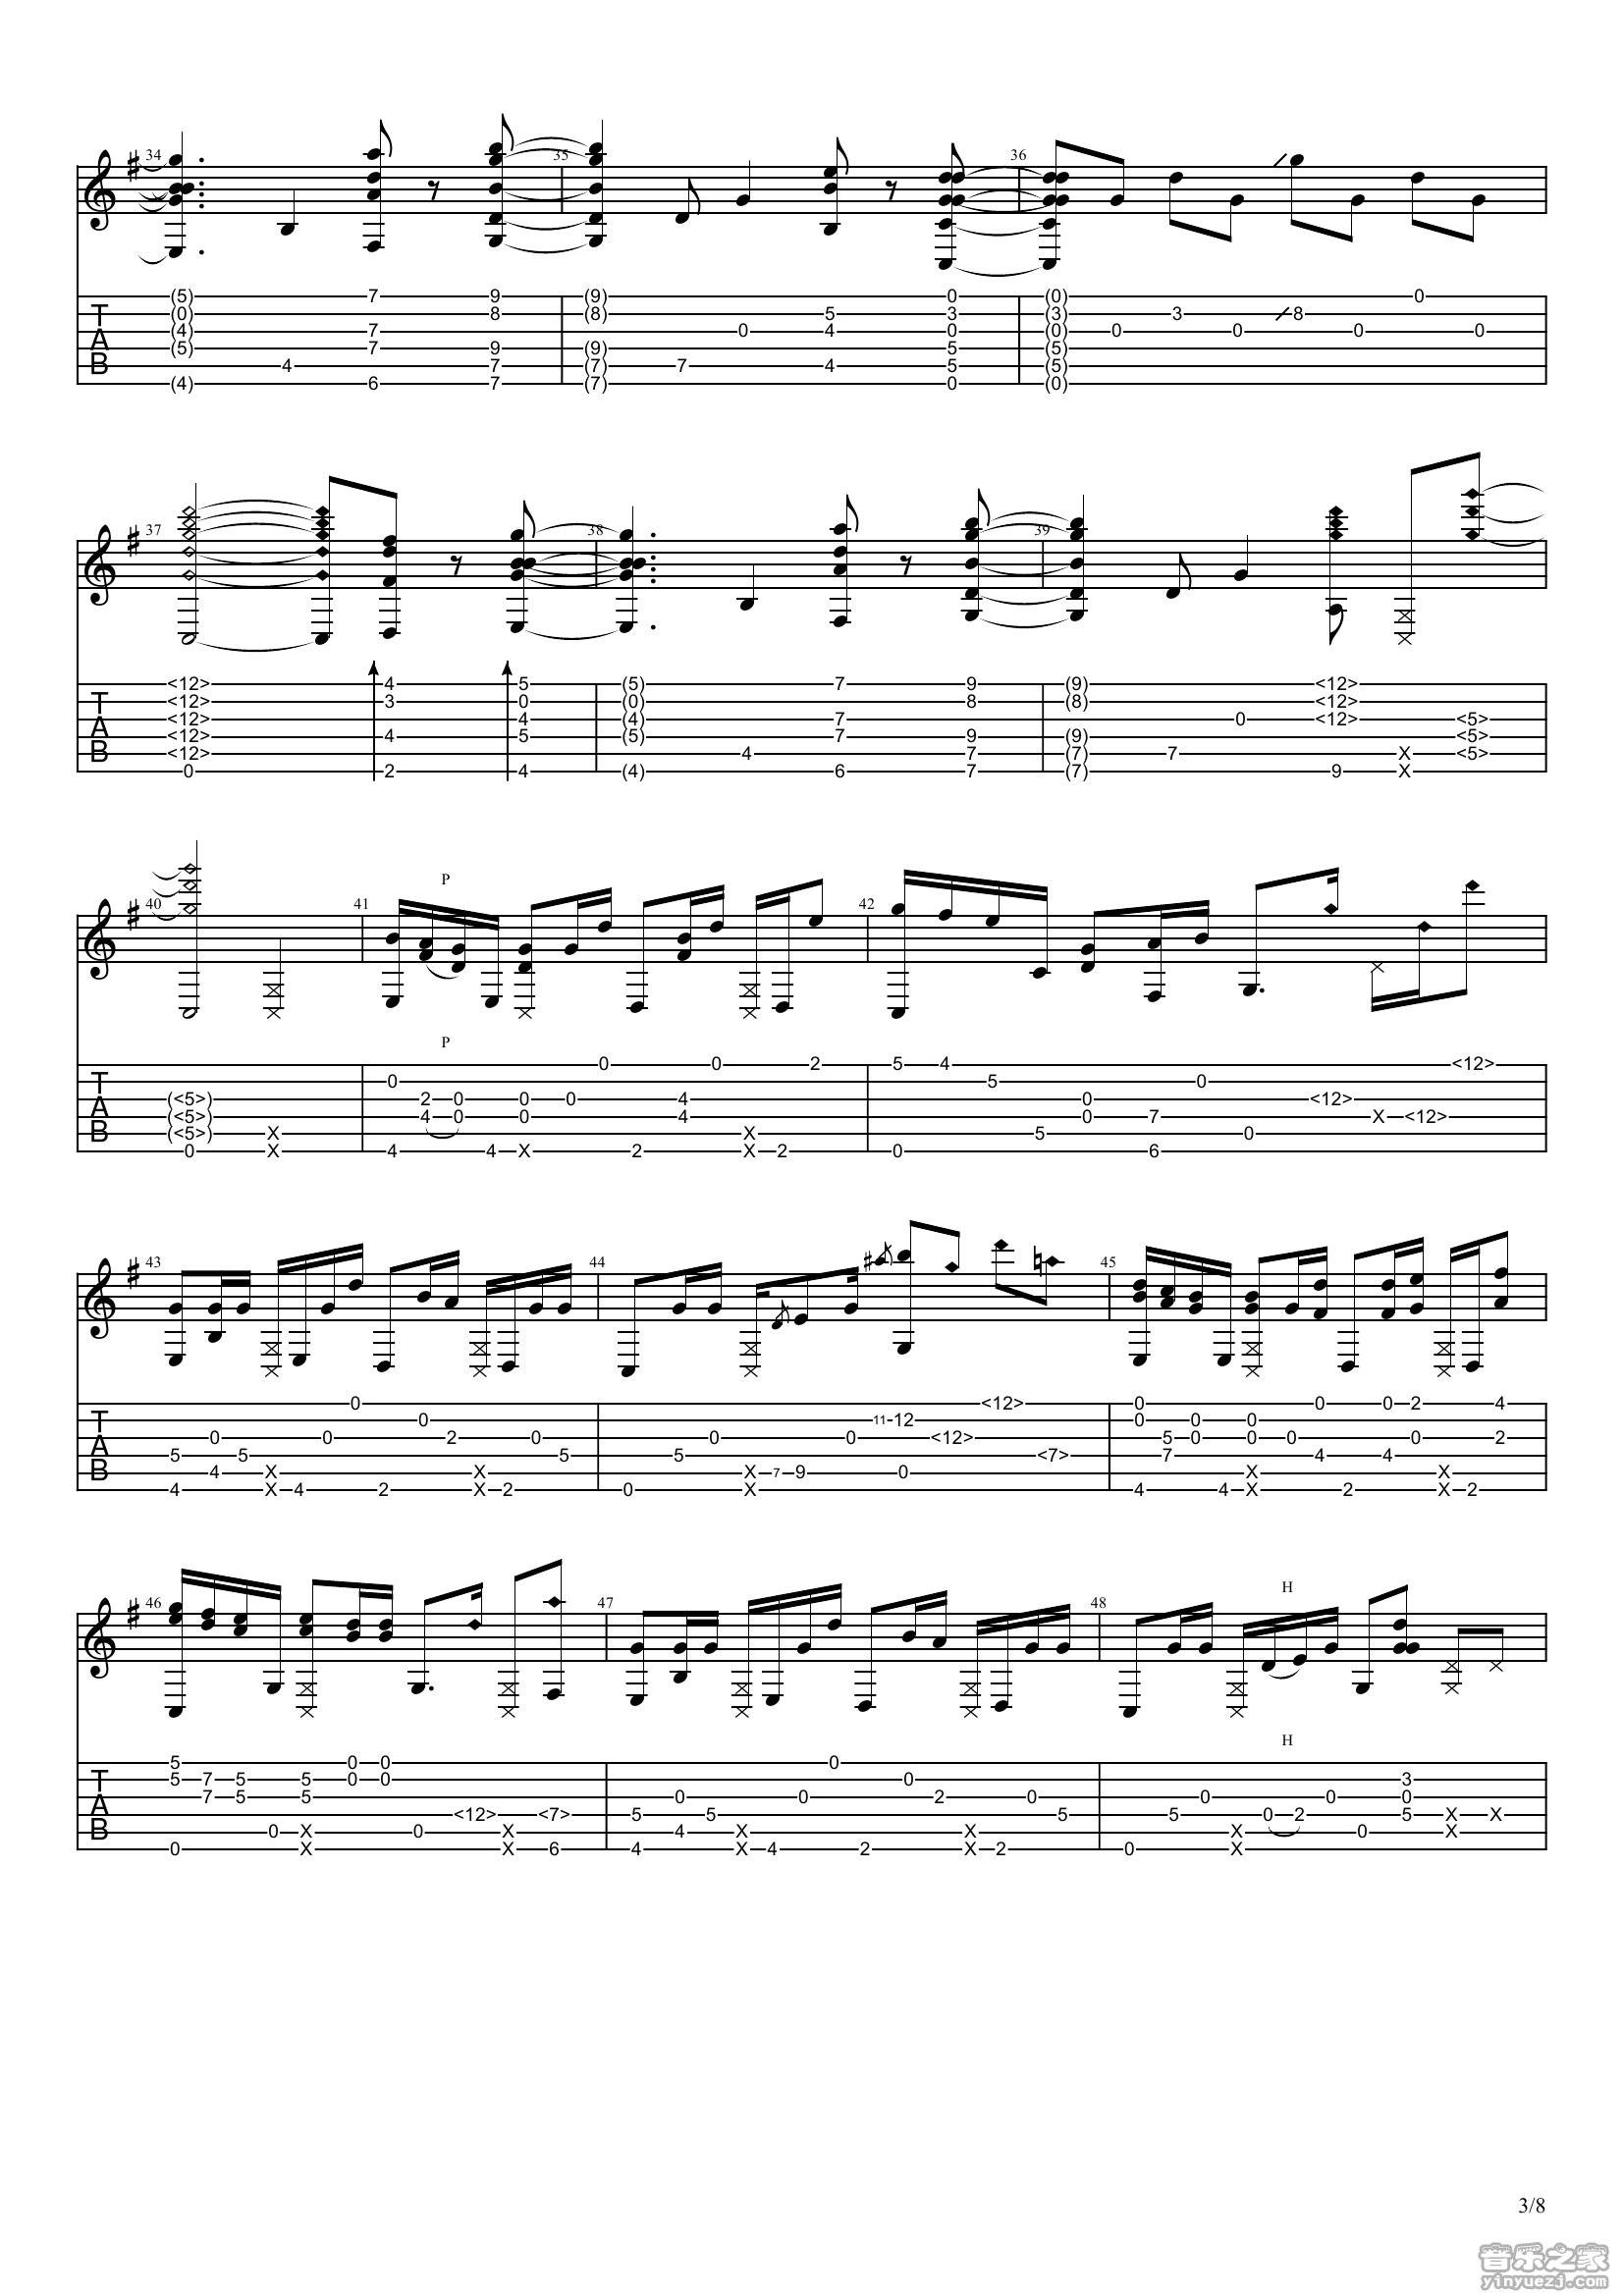 34 35 36
T (5) 7 9 (9) 0 (0) 0
(0) 8 (8) 5 3 (3) 3 8
A (4) 7 0 4 0 (0) 0 0 0 0
(5) 7 9 (9) 5 (5)
B 4 7 (7) 7 4 5 (5)
(4) 6 7 (7) 0 (0)
37 38 39
<12> 4 5 (5) 7 9 (9) <12>
T <12> 3 0 (0) 8 (8) <12>
<12> 4 (4) 7 0 <12> <5>
A <12> 4 5 (5) 7 9 (9) <5>
B <12> 4 7 (7) 7 X <5>
0 2 4 (4) 6 7 (7) 9 X
40 41 P 42
P
0 0 2 5 4 <12>
T 0 5 0
(<5>) 2 0 0 0 4 0 <12>
A (<5>) 4 0 0 4 0 7 X <12>
B (<5>) X X 5 0
0 X 4 4 X 2 X 2 0 6
43 44 45
0 <12> 0 0 0 2 4
T 0 11 12 0 0 0
0 0 2 0 0 0 <12> 5 0 0 0 0 2
A 5 5 5 5 <7> 7 4 4
B 4 X X X 7 9 0 X X
4 X 4 2 X 2 0 X 4 4 X 2 X 2
46 47 48 H
H
5 0 0 0
T 5 7 5 5 0 0 0 3
7 5 5 0 0 2 0 0 0 0
A <12> <7> 5 5 5 5 0 2 5 X X
B 0 X 0 X 4 X X X 0 X
0 X X 6 4 X 4 2 X 2 0 X
3/8
音乐之家
yinyuezj.com